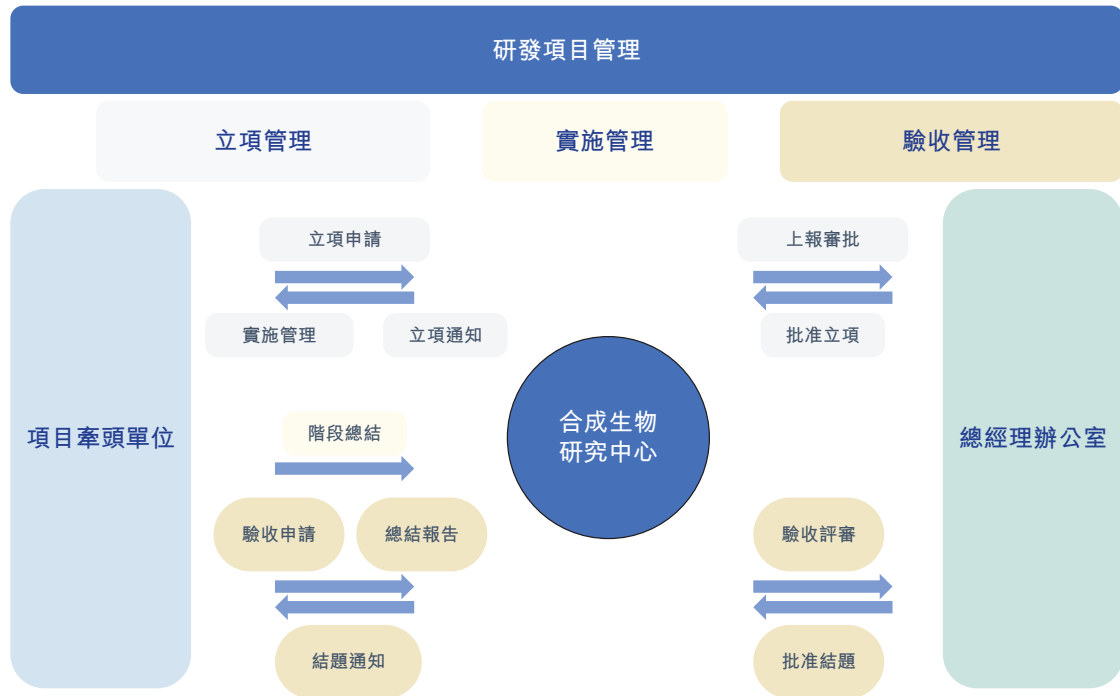 研發項目管理
立項管理
實施管理
驗收管理
立項申請
上報審批
實施管理
立項通知
批准立項
項目牽頭單位
階段總結
合成生物
研究中心
總經理辦公室
驗收申請
總結報告
驗收評審
結題通知
批准結題